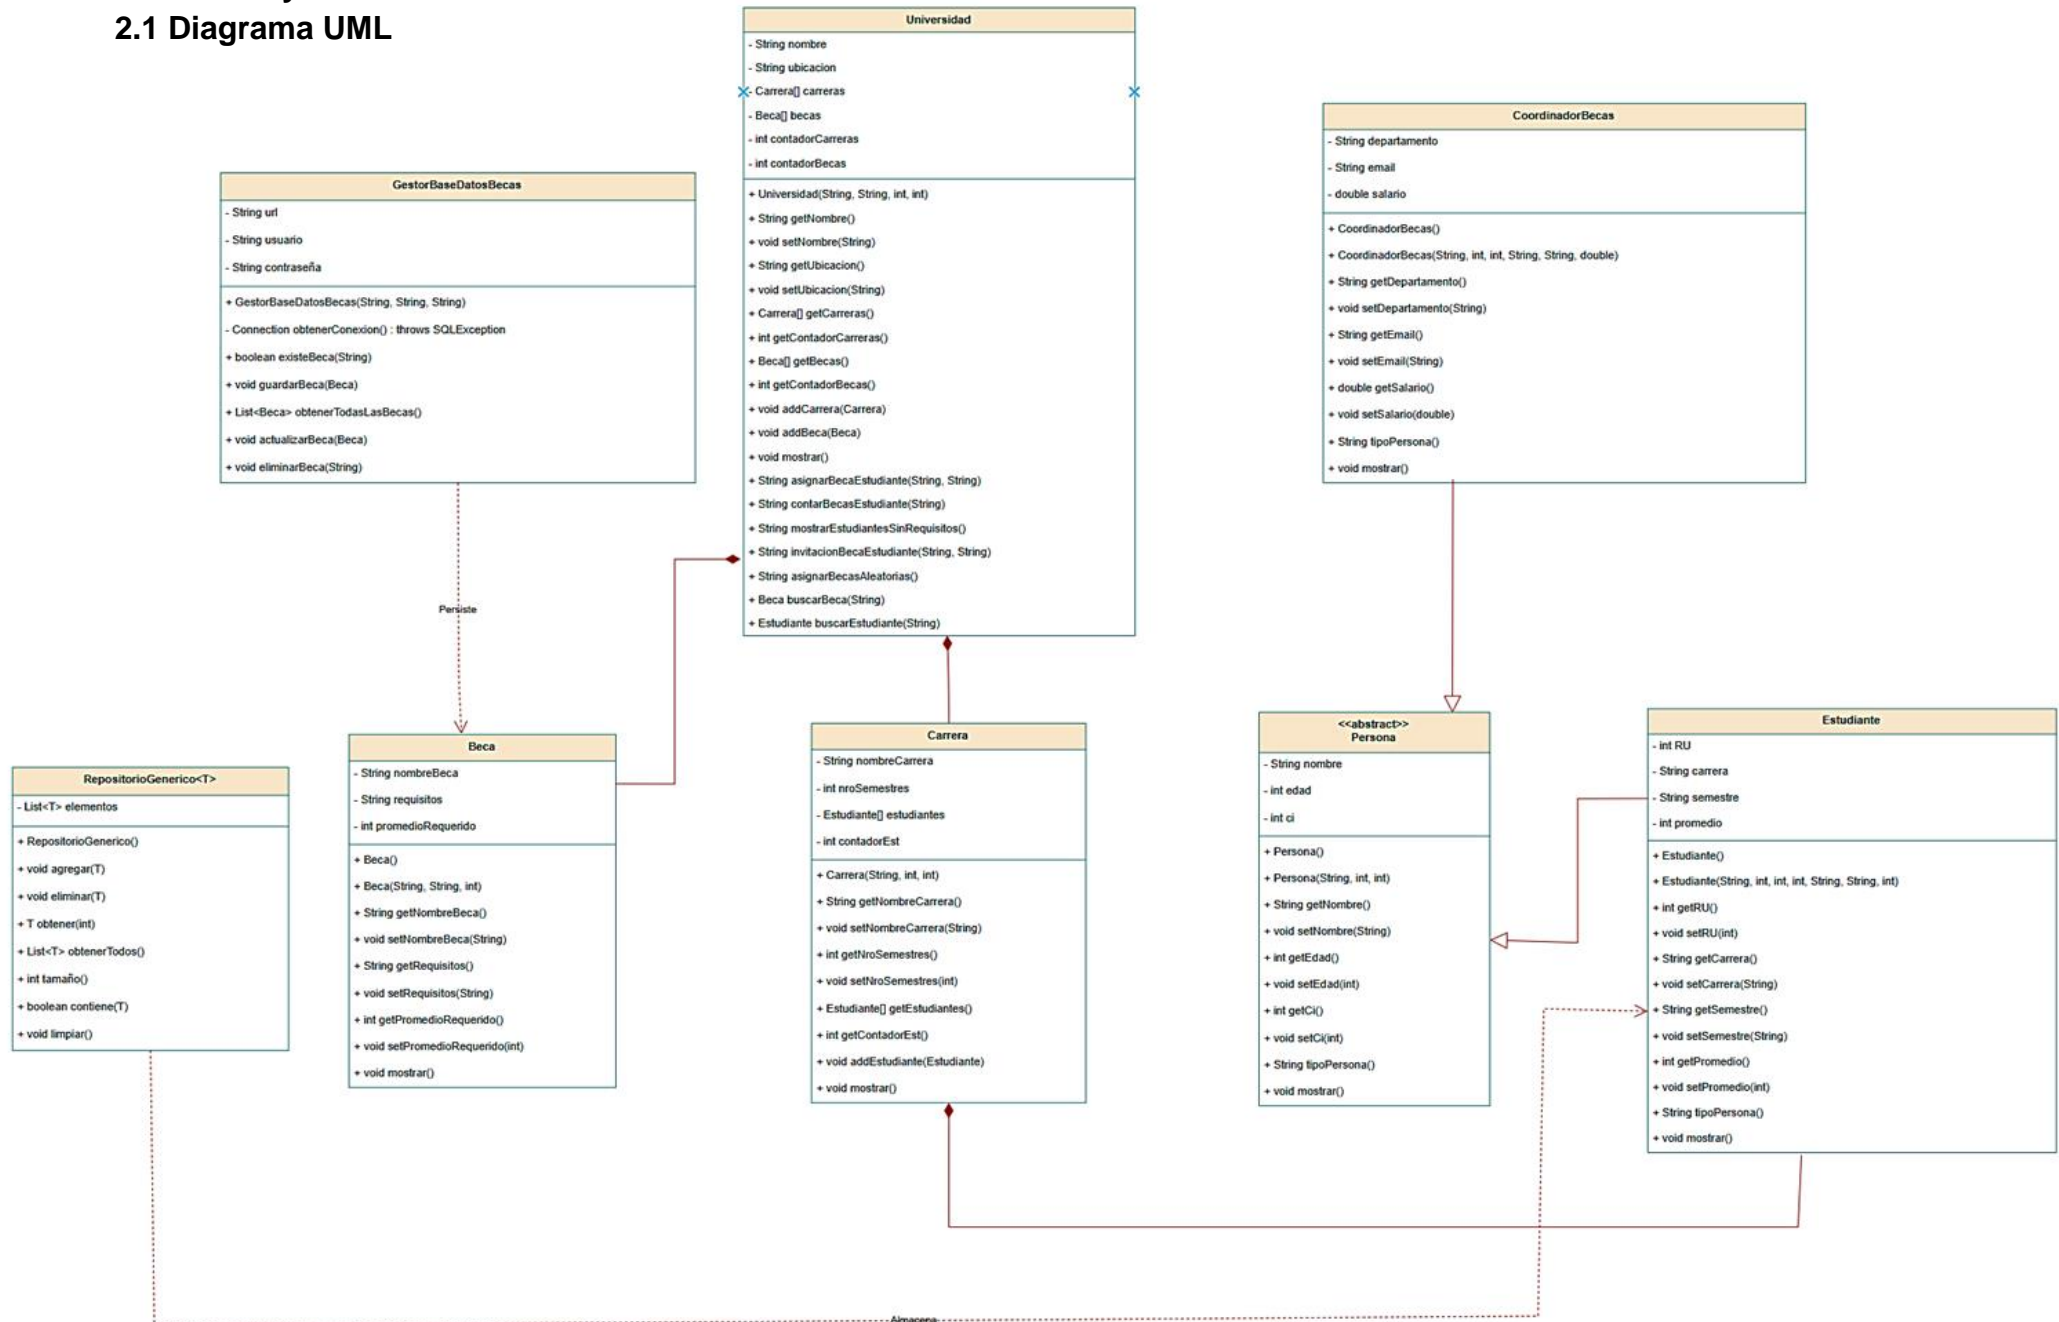 2.1 Diagrama UML
Universidad
- String nombre
- String ubicacion
- Carrera[] carreras
- Beca[] becas
- int contadorCarreras
- int contadorBecas
+ Universidad(String, String, int, int)
+ String getNombre()
+ void setNombre(String)
+ String getUbicacion()
+ void setUbicacion(String)
+ Carrera[] getCarreras()
+ int getContadorCarreras()
+ Beca[] getBecas()
+ int getContadorBecas()
+ void addCarrera(Carrera)
+ void addBeca(Beca)
+ void mostrar()
+ String asignarBecaEstudiante(String, String)
+ String contarBecasEstudiante(String)
+ String mostrarEstudiantesSinRequisitos()
+ String invitacionBecaEstudiante(String, String)
+ String asignarBecasAleatorias()
+ Beca buscarBeca(String)
+ Estudiante buscarEstudiante(String)
CoordinadorBecas
- String departamento
- String email
- double salario
+ CoordinadorBecas()
+ CoordinadorBecas(String, int, int, String, String, double)
+ String getDepartamento()
+ void setDepartamento(String)
+ String getEmail()
+ void setEmail(String)
+ double getSalario()
+ void setSalario(double)
+ String tipoPersona()
+ void mostrar()
GestorBaseDatosBecas
- String url
- String usuario
- String contraseña
+ GestorBaseDatosBecas(String, String, String)
- Connection obtenerConexion() : throws SQLException
+ boolean existeBeca(String)
+ void guardarBeca(Beca)
+ List<Beca> obtenerTodasLasBecas()
+ void actualizarBeca(Beca)
+ void eliminarBeca(String)
Persiste
RepositorioGenerico<T>
- List<T> elementos
+ RepositorioGenerico()
+ void agregar(T)
+ void eliminar(T)
+ T obtener(int)
+ List<T> obtenerTodos()
+ int tamaño()
+ boolean contiene(T)
+ void limpiar()
Beca
- String nombreBeca
- String requisitos
- int promedioRequerido
+ Beca()
+ Beca(String, String, int)
+ String getNombreBeca()
+ void setNombreBeca(String)
+ String getRequisitos()
+ void setRequisitos(String)
+ int getPromedioRequerido()
+ void setPromedioRequerido(int)
+ void mostrar()
Carrera
- String nombreCarrera
- int nroSemestres
- Estudiante[] estudiantes
- int contadorEst
+ Carrera(String, int, int)
+ String getNombreCarrera()
+ void setNombreCarrera(String)
+ int getNroSemestres()
+ void setNroSemestres(int)
+ Estudiante[] getEstudiantes()
+ int getContadorEst()
+ void addEstudiante(Estudiante)
+ void mostrar()
<<abstract>>
Persona
- String nombre
- int edad
- int ci
+ Persona()
+ Persona(String, int, int)
+ String getNombre()
+ void setNombre(String)
+ int getEdad()
+ void setEdad(int)
+ int getCi()
+ void setCi(int)
+ String tipoPersona()
+ void mostrar()
Estudiante
- int RU
- String carrera
- String semestre
- int promedio
+ Estudiante()
+ Estudiante(String, int, int, int, String, String, int)
+ int getRU()
+ void setRU(int)
+ String getCarrera()
+ void setCarrera(String)
+ String getSemestre()
+ void setSemestre(String)
+ int getPromedio()
+ void setPromedio(int)
+ String tipoPersona()
+ void mostrar()
Almacena